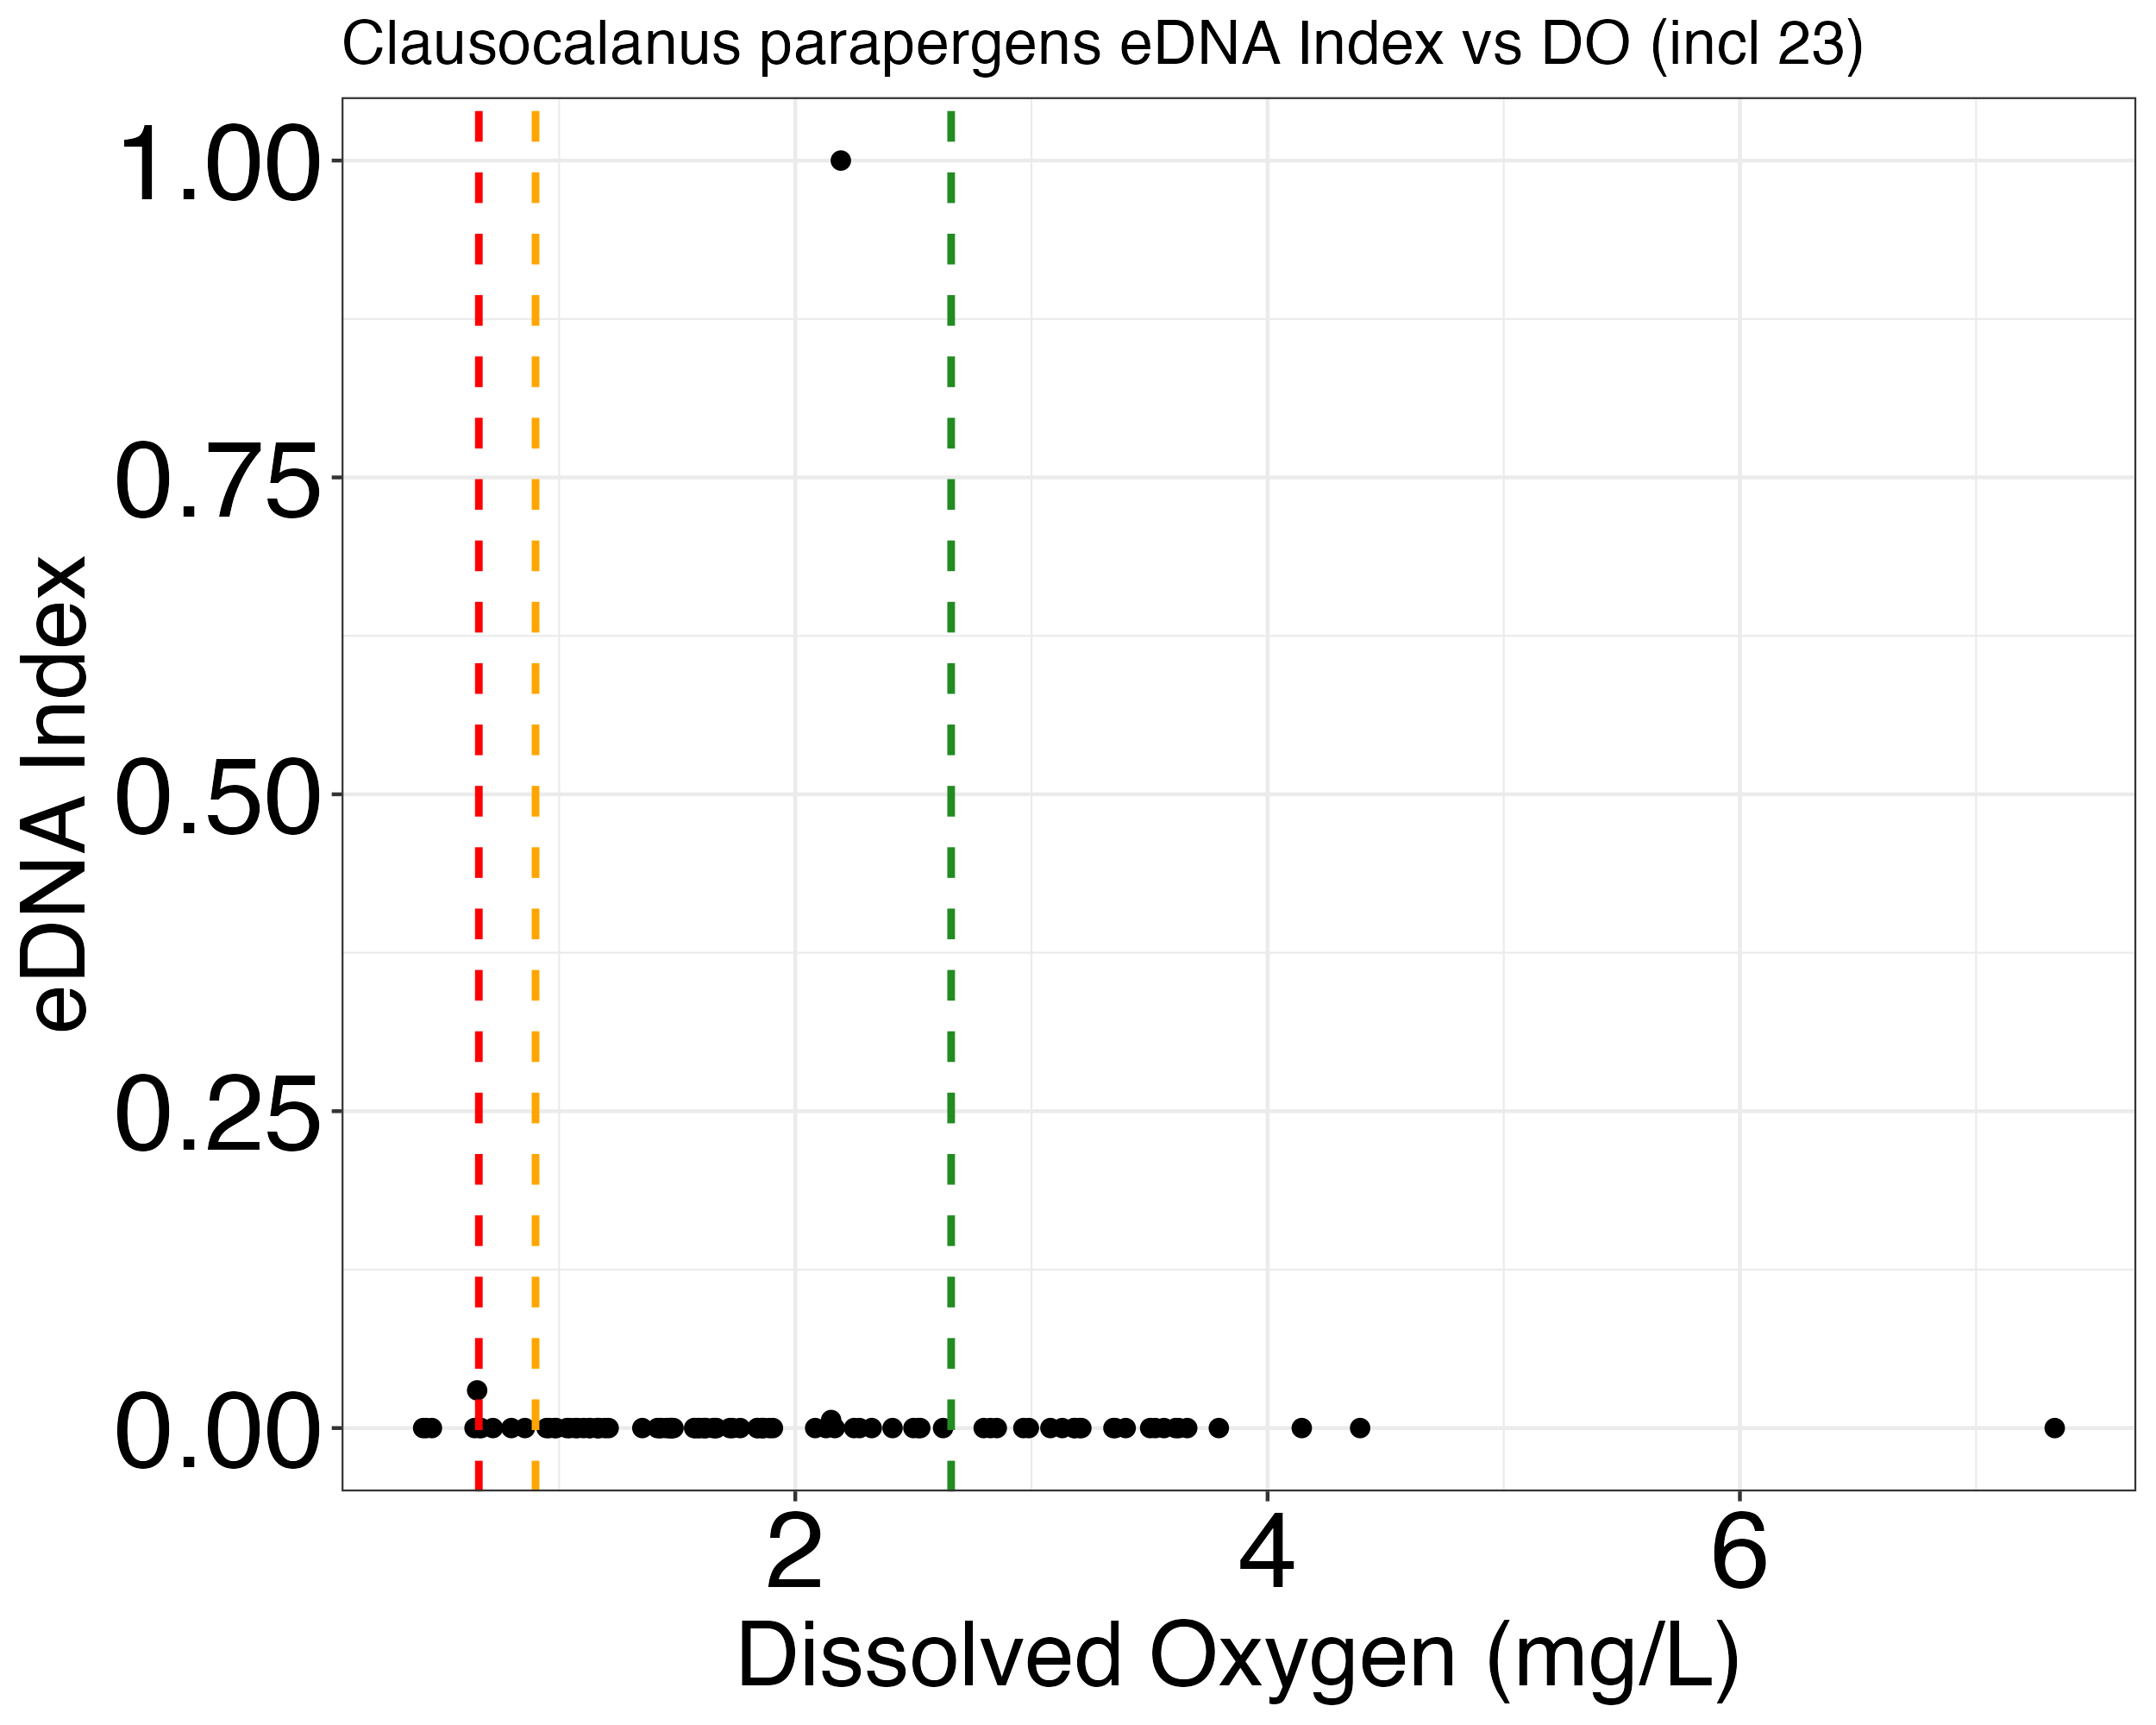 Clausocalanus parapergens eDNA Index vs DO (incl 23)
1.00
0.75
0.50
0.25
0.00
eDNA Index
2 4 6
Dissolved Oxygen (mg/L)